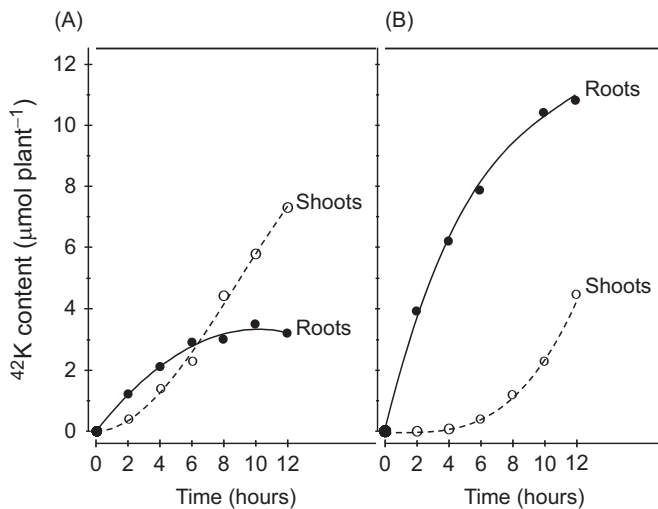 (A)
(B)
12
10
8
6
4
2
0
⁴²K content (μmol plant⁻¹)
Shoots
Roots
Roots
Shoots
0 2 4 6 8 10 12
0 2 4 6 8 10 12
Time (hours)
Time (hours)